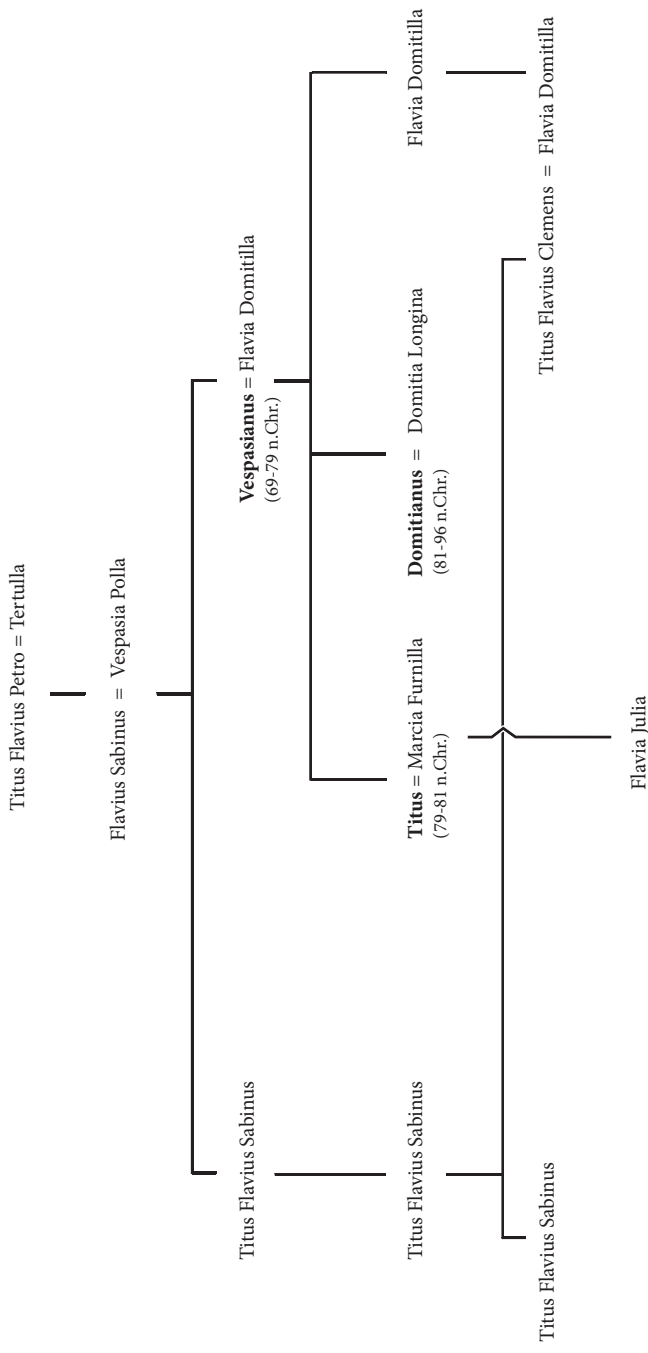 Titus Flavius Petro = Tertulla
Flavius Sabinus = Vespasia Polla
Titus Flavius Sabinus
Vespasianus = Flavia Domitilla
(69-79 n.Chr.)
Titus Flavius Sabinus
Titus = Marcia Furnilla
(79-81 n.Chr.)
Domitianus = Domitia Longina
(81-96 n.Chr.)
Flavia Domitilla
Titus Flavius Sabinus
Titus Flavius Clemens = Flavia Domitilla
Flavia Julia